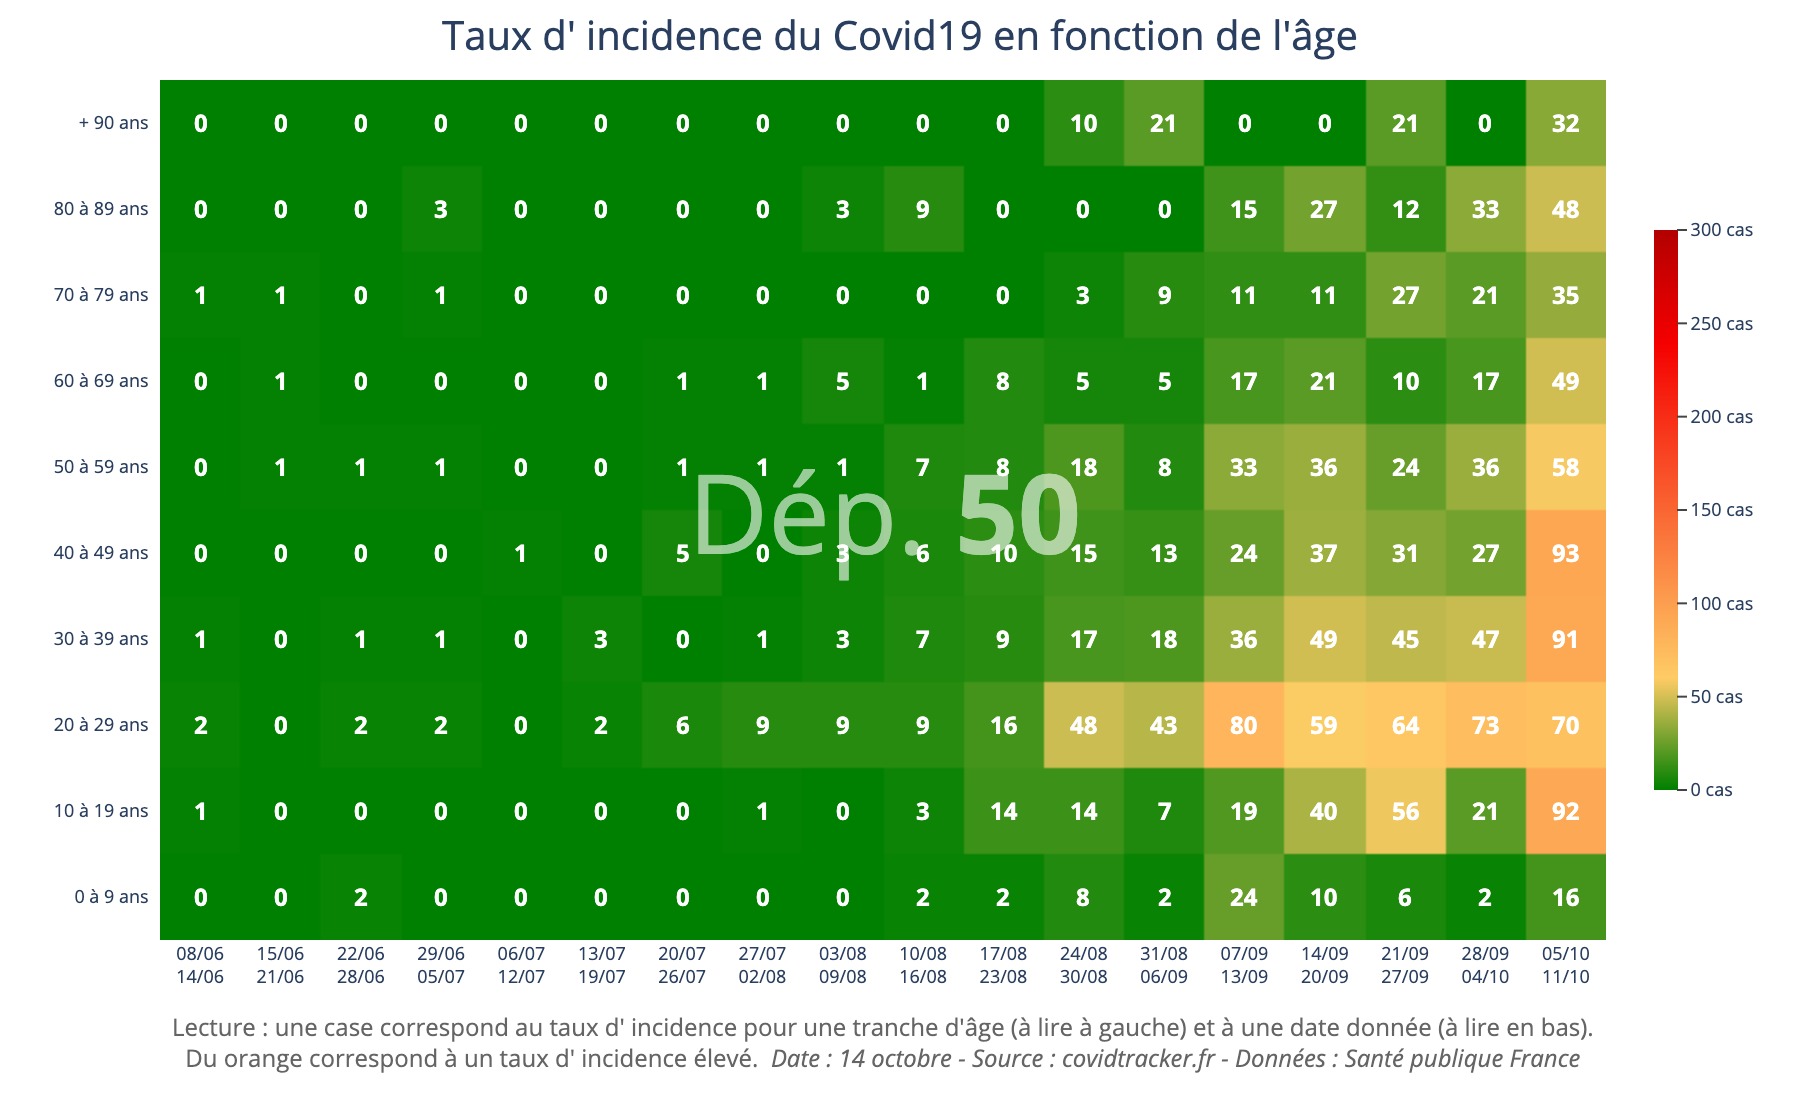 Taux d' incidence du Covid19 en fonction de l'âge
+ 90 ans 0 0 0 0 0 0 0 0 0 0 0 10 21 0 0 21 0 32
80 à 89 ans 0 0 0 3 0 0 0 0 3 9 0 0 0 15 27 12 33 48
70 à 79 ans 1 1 0 1 0 0 0 0 0 0 0 3 9 11 11 27 21 35
60 à 69 ans 0 1 0 0 0 0 1 1 5 1 8 5 5 17 21 10 17 49
50 à 59 ans 0 1 1 1 0 0 1 1 1 7 8 18 8 33 36 24 36 58
Dép. 50
40 à 49 ans 0 0 0 0 1 0 5 0 3 6 10 15 13 24 37 31 27 93
30 à 39 ans 1 0 1 1 0 3 0 1 3 7 9 17 18 36 49 45 47 91
20 à 29 ans 2 0 2 2 0 2 6 9 9 9 16 48 43 80 59 64 73 70
10 à 19 ans 1 0 0 0 0 0 0 1 0 3 14 14 7 19 40 56 21 92
0 à 9 ans 0 0 2 0 0 0 0 0 0 2 2 8 2 24 10 6 2 16
08/06 15/06 22/06 29/06 06/07 13/07 20/07 27/07 03/08 10/08 17/08 24/08 31/08 07/09 14/09 21/09 28/09 05/10
14/06 21/06 28/06 05/07 12/07 19/07 26/07 02/08 09/08 16/08 23/08 30/08 06/09 13/09 20/09 27/09 04/10 11/10
300 cas
250 cas
200 cas
150 cas
100 cas
50 cas
0 cas
Lecture : une case correspond au taux d' incidence pour une tranche d'âge (à lire à gauche) et à une date donnée (à lire en bas).
Du orange correspond à un taux d' incidence élevé. Date : 14 octobre - Source : covidtracker.fr - Données : Santé publique France